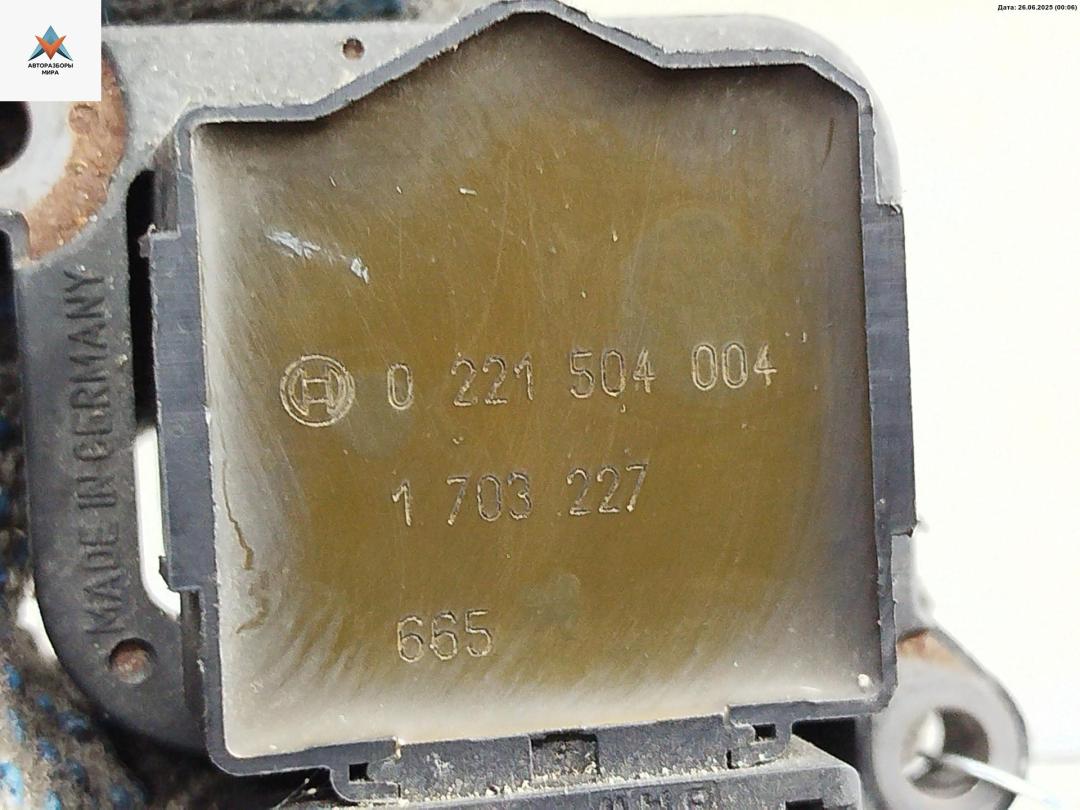 Дата: 26.06.2025 (00:06)
АВТОРАЗБОРЫ
МИРА
MADE IN GERMANY
0 221 504 004
1 703 227
665